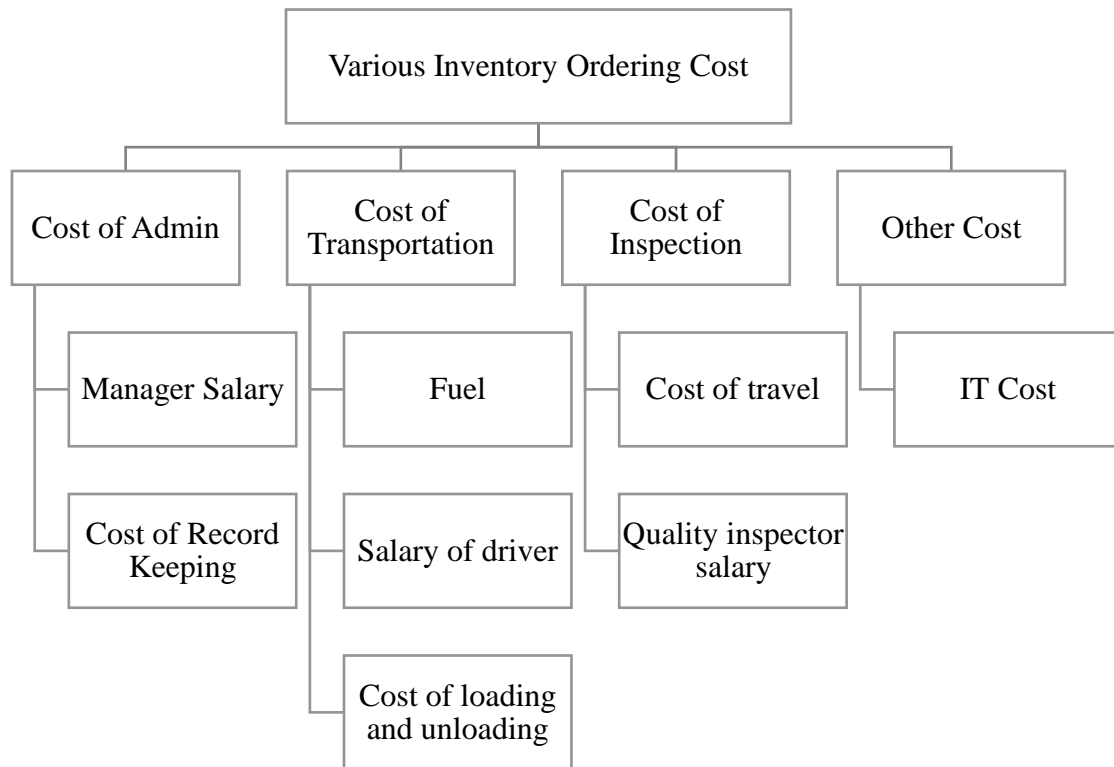 Various Inventory Ordering Cost
Cost of Admin
Cost of
Transportation
Cost of
Inspection
Other Cost
Manager Salary
Fuel
Cost of travel
IT Cost
Cost of Record
Keeping
Salary of driver
Quality inspector
salary
Cost of loading
and unloading